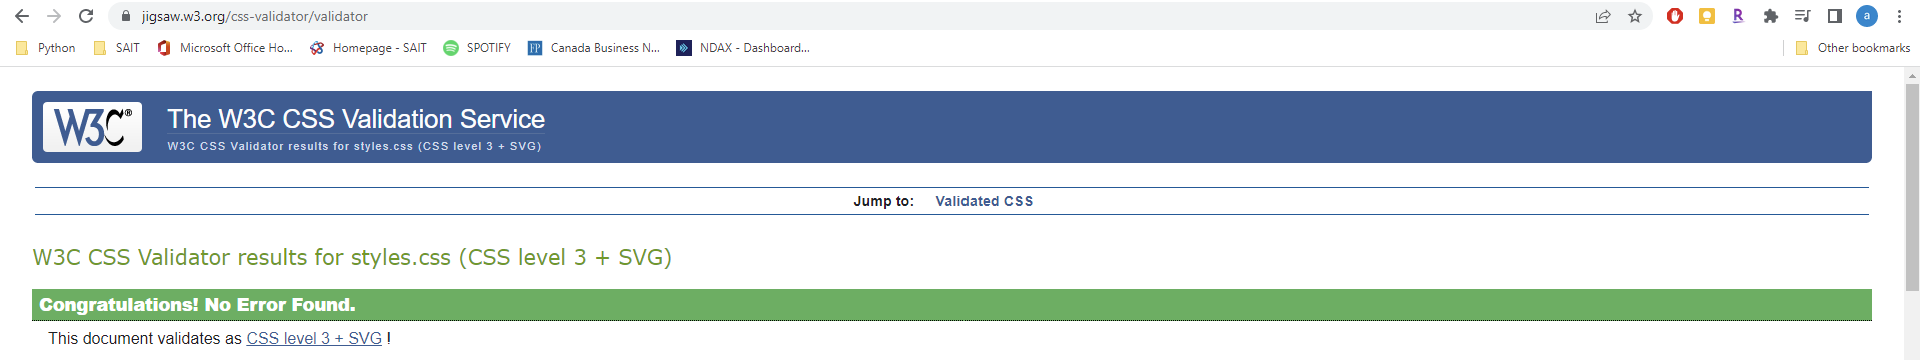 jigsaw.w3.org/css-validator/validator
R
a
Python SAIT Microsoft Office Ho... Homepage - SAIT SPOTIFY FP Canada Business N... NDAX - Dashboard... Other bookmarks
W3C® The W3C CSS Validation Service
W3C CSS Validator results for styles.css (CSS level 3 + SVG)
Jump to: Validated CSS
W3C CSS Validator results for styles.css (CSS level 3 + SVG)
Congratulations! No Error Found.
This document validates as CSS level 3 + SVG !